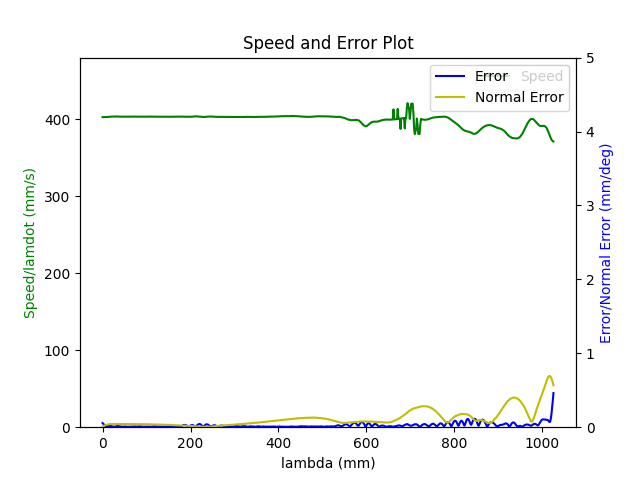 Speed and Error Plot
Error
Speed
Normal Error
Speed/lamdot (mm/s)
400
300
200
100
0
5
4
3
2
1
0
Error/Normal Error (mm/deg)
0 200 400 600 800 1000
lambda (mm)